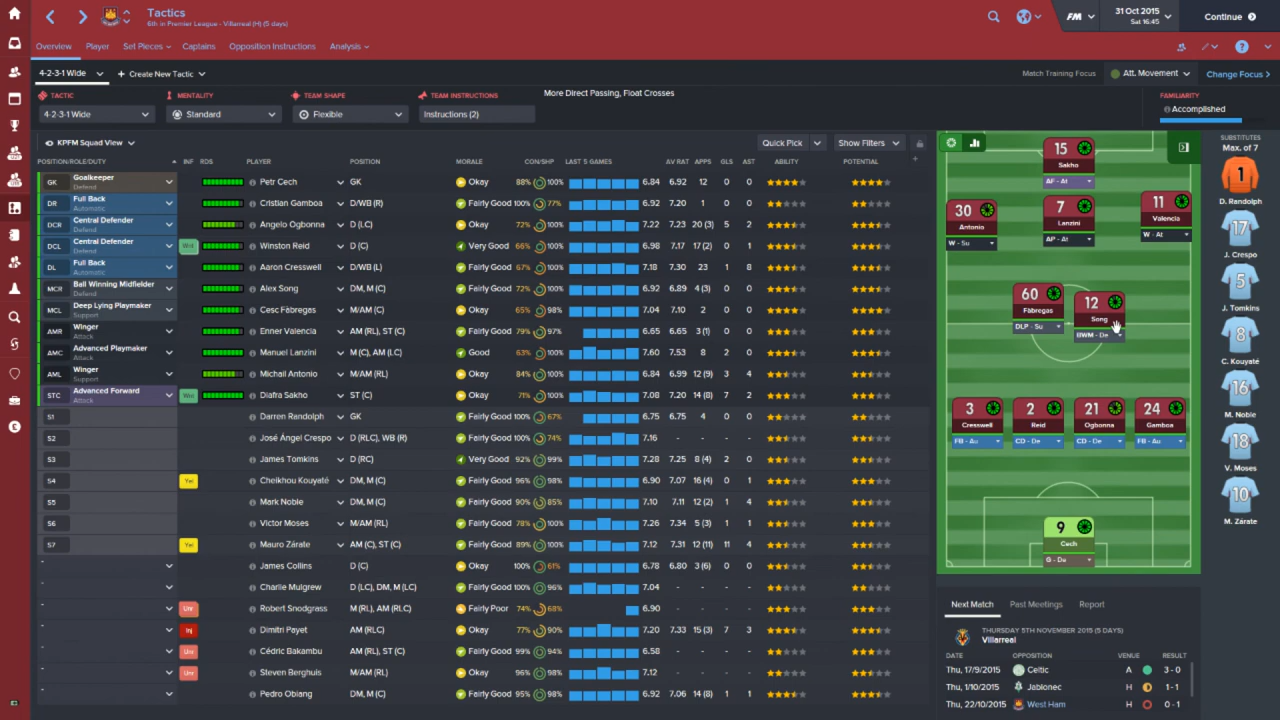 Tactics
6th in Premier League - Villarreal (H) (5 days)
FM
31 Oct 2015
Sat 16:45
Continue
Overview Player Set Pieces Captains Opposition Instructions Analysis
4-2-3-1 Wide + Create New Tactic
Match Training Focus Att. Movement Change Focus >
TACTIC MENTALITY TEAM SHAPE TEAM INSTRUCTIONS More Direct Passing, Float Crosses FAMILIARITY
4-2-3-1 Wide Standard Flexible Instructions (2) Accomplished
KPFM Squad View Quick Pick Show Filters
POSITION/ROLE/DUTY INF RDS PLAYER POSITION MORALE CON/SHP LAST 5 GAMES AV RAT APPS GLS AST ABILITY POTENTIAL
GK Goalkeeper Defend Petr Cech GK Okay 88% 100% 6.84 6.92 12 0 0
DR Full Back Automatic Cristian Gamboa D/WB (R) Fairly Good 100% 77% 6.92 7.20 1 0 0
DCR Central Defender Defend Angelo Ogbonna D (LC) Okay 72% 100% 7.22 7.23 20 (3) 5 2
DCL Central Defender Defend Winston Reid D (C) Very Good 66% 100% 6.98 7.17 17 (2) 0 1
DL Full Back Automatic Aaron Cresswell D/WB (L) Fairly Good 67% 100% 7.18 7.30 23 1 8
MCR Ball Winning Midfielder Defend Alex Song DM, M (C) Fairly Good 69% 100% 6.92 6.89 4 (3) 0 1
MCL Deep Lying Playmaker Support Cesc Fàbregas M/AM (C) Okay 65% 98% 7.04
AMR Winger Attack Enner Valencia AM (RL), ST (C) Fairly Good 79% 97% 6.65 6.65 3 (1) 0 0
AMC Advanced Playmaker Attack Manuel Lanzini M (C), AM (LC) Good 63% 100% 7.60 7.53 8 2 0
AML Winger Support Michail Antonio M/AM (RL) Okay 84% 100% 6.84 6.99 12 (9) 3 4
STC Advanced Forward Attack Diafra Sakho ST (C) Okay 71% 100% 7.08 7.20 14 (8) 7 2
S1 Darren Randolph GK Fairly Good 100% 67% 6.75 6.75 4 0 0
S2 José Ángel Crespo D (RLC), WB (R) Fairly Good 100% 74% 7.16 - - - -
S3 James Tomkins D (RC) Very Good 92% 99% 7.28 7.25 8 (4) 2 0
S4 Yel Cheikhou Kouyaté DM, M (C) Fairly Good 96% 98% 6.90 7.07 16 (4) 0 1
S5 Mark Noble DM, M (C) Fairly Good 90% 85% 7.10 7.11 12 (2) 1 4
S6 Victor Moses M/AM (RL) Fairly Good 78% 100% 7.26 7.34 5 (3) 1 1
S7 Yel Mauro Zárate AM (C), ST (C) Fairly Good 89% 100% 7.12 7.31 12 (11) 11 4
- James Collins D (C) Okay 100% 61% 6.78 6.80 3 (6) 0 0
- Charlie Mulgrew D (LC), DM, M (C) Fairly Good 100% 96% 7.04 - - - -
- Unr Robert Snodgrass M (RL), AM (RLC) Fairly Poor 74% 68% 6.90 - - - -
- Inj Dimitri Payet AM (RLC) Okay 77% 90% 7.20 7.33 15 (3) 7 3
- Unr Cédric Bakambu AM (RL), ST (C) Fairly Good 99% 94% 6.58 - - - -
- Unr Steven Berghuis M/AM (RL) Okay 96% 98% 7.12 - - - -
- Pedro Obiang DM, M (C) Fairly Good 95% 98% 6.92 7.06 14 (8) 1 1
15
Sakho
AF - At
30 7 11
Antonio Lanzini Valencia
W - Su AP - At W - At
60 12
Fàbregas Song
DLP - Su BWM - De
3 2 21 24
Cresswell Reid Ogbonna Gamboa
FB - Au CD - De CD - De FB - Au
9
Cech
G - De
SUBSTITUTES
Max. of 7
1
D. Randolph
17
J. Crespo
5
J. Tomkins
8
C. Kouyaté
16
M. Noble
18
V. Moses
10
M. Zárate
Next Match Past Meetings Report
THURSDAY 5TH NOVEMBER 2015 (5 DAYS)
Villarreal
DATE OPPOSITION VENUE RESULT
Thu, 17/9/2015 Celtic A 3 - 0
Thu, 1/10/2015 Jablonec H 1 - 1
Thu, 22/10/2015 West Ham H 0 - 1